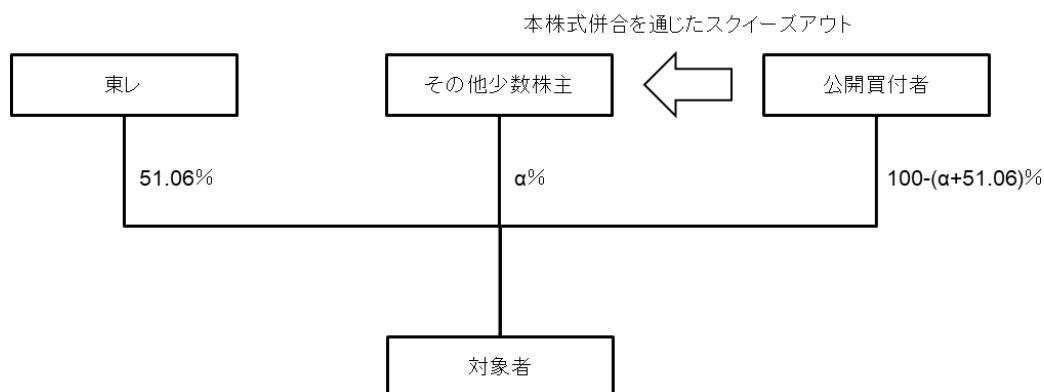 本株式併合を通じたスクイーズアウト
東レ
その他少数株主
公開買付者
51.06%
α%
100-(α+51.06)%
対象者